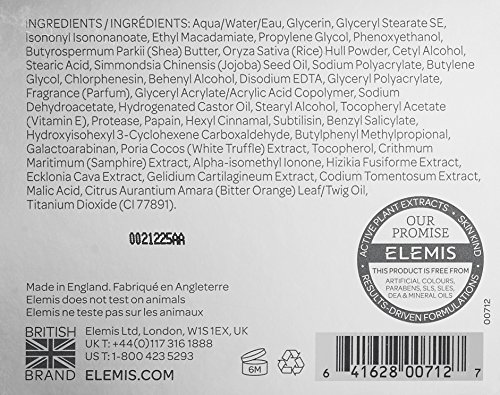 INGREDIENTS/INGRÉDIENTS: Aqua/Water/Eau, Glycerin, Glyceryl Stearate SE,
Isononyl Isononanoate, Ethyl Macadamiate, Propylene Glycol, Phenoxyethanol,
Butyrospermum Parkii (Shea) Butter, Oryza Sativa (Rice) Hull Powder, Cetyl Alcohol,
Stearic Acid, Simmondsia Chinensis (Jojoba) Seed Oil, Sodium Polyacrylate, Butylene
Glycol, Chlorphenesin, Behenyl Alcohol, Disodium EDTA, Glyceryl Polyacrylate,
Fragrance (Parfum), Glyceryl Acrylate/Acrylic Acid Copolymer, Sodium
Dehydroacetate, Hydrogenated Castor Oil, Stearyl Alcohol, Tocopheryl Acetate
(Vitamin E), Protease, Papain, Hexyl Cinnamal, Subtilisin, Benzyl Salicylate,
Hydroxyisohexyl 3-Cyclohexene Carboxaldehyde, Butylphenyl Methylpropional,
Galactoarabinan, Poria Cocos (White Truffle) Extract, Tocopherol, Crithmum
Maritimum (Samphire) Extract, Alpha-isomethyl Ionone, Hizikia Fusiforme Extract,
Ecklonia Cava Extract, Gelidium Cartilagineum Extract, Codium Tomentosum Extract,
Malic Acid, Citrus Aurantium Amara (Bitter Orange) Leaf/Twig Oil,
Titanium Dioxide (CI 77891).
0021225AA
ACTIVE PLANT EXTRACTS • SKIN KIND
OUR
PROMISE
ELEMIS
THIS PRODUCT IS FREE FROM
ARTIFICIAL COLOURS,
PARABENS, SLS, SLES,
DEA & MINERAL OILS
RESULTS-DRIVEN FORMULATIONS
00712
Made in England. Fabriqué en Angleterre
Elemis does not test on animals
Elemis ne teste pas sur les animaux
BRITISH
BRAND
Elemis Ltd, London, W1S 1EX, UK
UK T: +44(0)117 316 1888
US T: 1-800 423 5293
ELEMIS.COM
6M
6 41628 00712 7